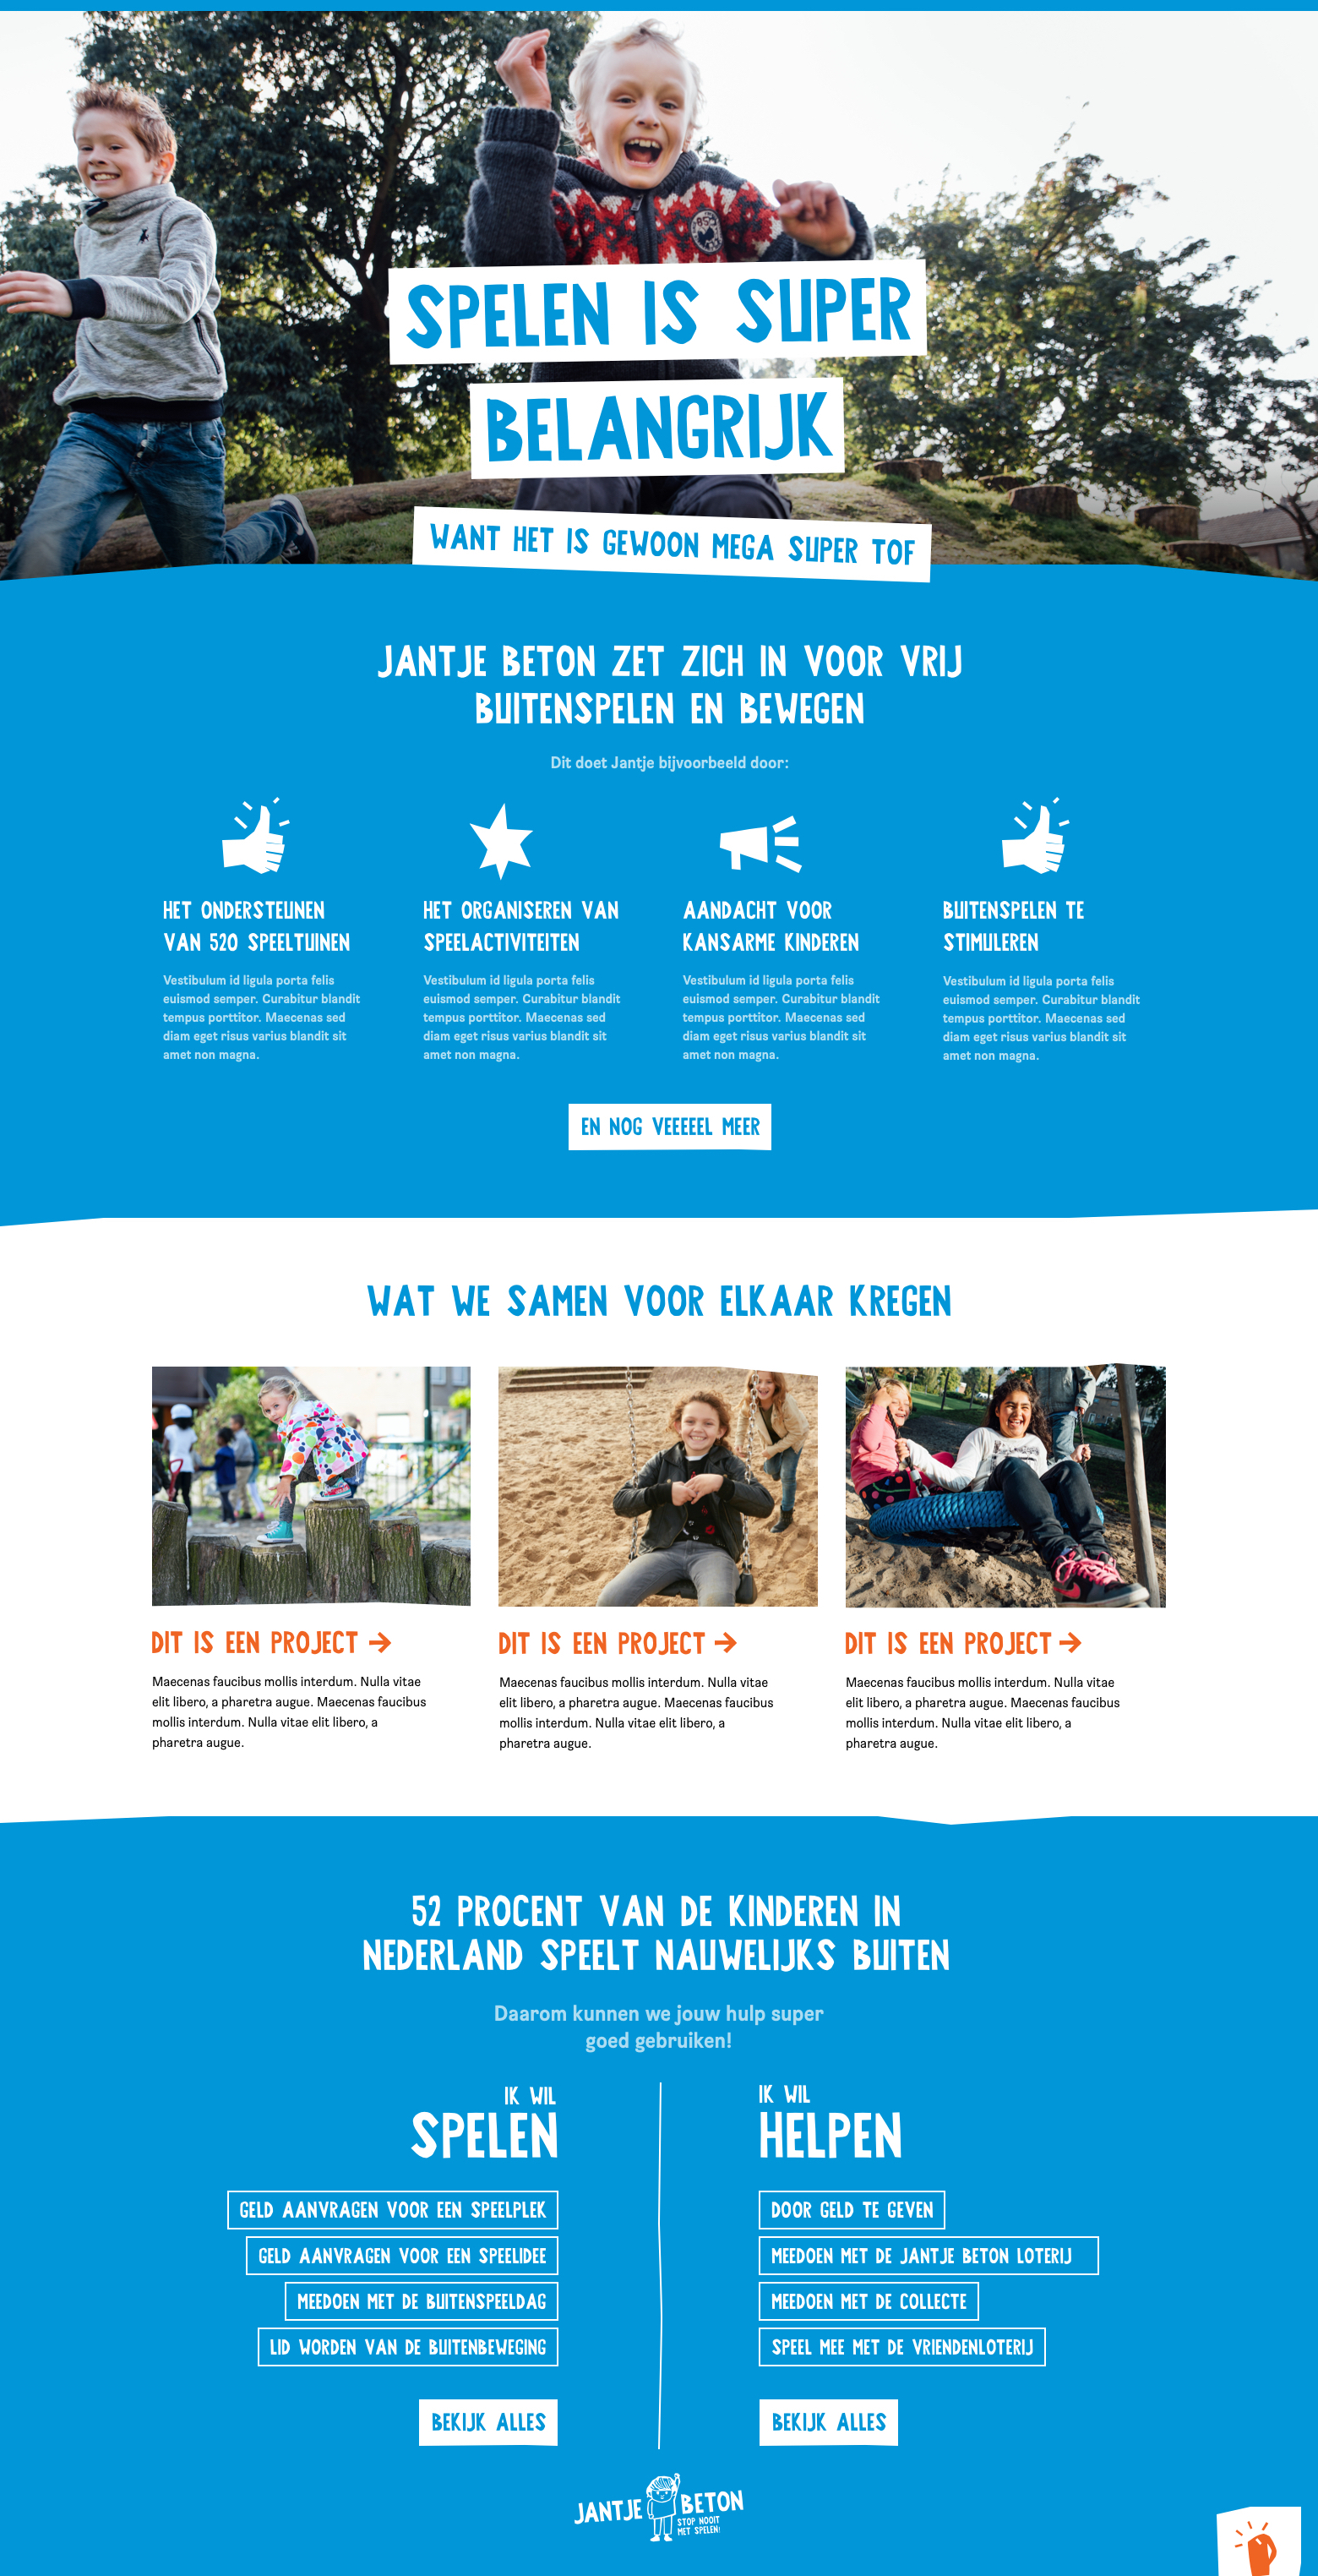 SPELEN IS SUPER
BELANGRIJK
WANT HET IS GEWOON MEGA SUPER TOF
JANTJE BETON ZET ZICH IN VOOR VRIJ
BUITENSPELEN EN BEWEGEN
Dit doet Jantje bijvoorbeeld door:
HET ONDERSTEUNEN
VAN 520 SPEELTUINEN
Vestibulum id ligula porta felis
euismod semper. Curabitur blandit
tempus porttitor. Maecenas sed
diam eget risus varius blandit sit
amet non magna.
HET ORGANISEREN VAN
SPEELACTIVITEITEN
Vestibulum id ligula porta felis
euismod semper. Curabitur blandit
tempus porttitor. Maecenas sed
diam eget risus varius blandit sit
amet non magna.
AANDACHT VOOR
KANSARME KINDEREN
Vestibulum id ligula porta felis
euismod semper. Curabitur blandit
tempus porttitor. Maecenas sed
diam eget risus varius blandit sit
amet non magna.
BUITENSPELEN TE
STIMULEREN
Vestibulum id ligula porta felis
euismod semper. Curabitur blandit
tempus porttitor. Maecenas sed
diam eget risus varius blandit sit
amet non magna.
EN NOG VEEEEEL MEER
WAT WE SAMEN VOOR ELKAAR KREGEN
DIT IS EEN PROJECT →
Maecenas faucibus mollis interdum. Nulla vitae
elit libero, a pharetra augue. Maecenas faucibus
mollis interdum. Nulla vitae elit libero, a
pharetra augue.
DIT IS EEN PROJECT →
Maecenas faucibus mollis interdum. Nulla vitae
elit libero, a pharetra augue. Maecenas faucibus
mollis interdum. Nulla vitae elit libero, a
pharetra augue.
DIT IS EEN PROJECT →
Maecenas faucibus mollis interdum. Nulla vitae
elit libero, a pharetra augue. Maecenas faucibus
mollis interdum. Nulla vitae elit libero, a
pharetra augue.
52 PROCENT VAN DE KINDEREN IN
NEDERLAND SPEELT NAUWELIJKS BUITEN
Daarom kunnen we jouw hulp super
goed gebruiken!
IK WIL
SPELEN
GELD AANVRAGEN VOOR EEN SPEELPLEK
GELD AANVRAGEN VOOR EEN SPEELIDEE
MEEDOEN MET DE BUITENSPEELDAG
LID WORDEN VAN DE BUITENBEWEGING
BEKIJK ALLES
IK WIL
HELPEN
DOOR GELD TE GEVEN
MEEDOEN MET DE JANTJE BETON LOTERIJ
MEEDOEN MET DE COLLECTE
SPEEL MEE MET DE VRIENDENLOTERIJ
BEKIJK ALLES
JANTJE BETON
STOP NOOIT
MET SPELEN!